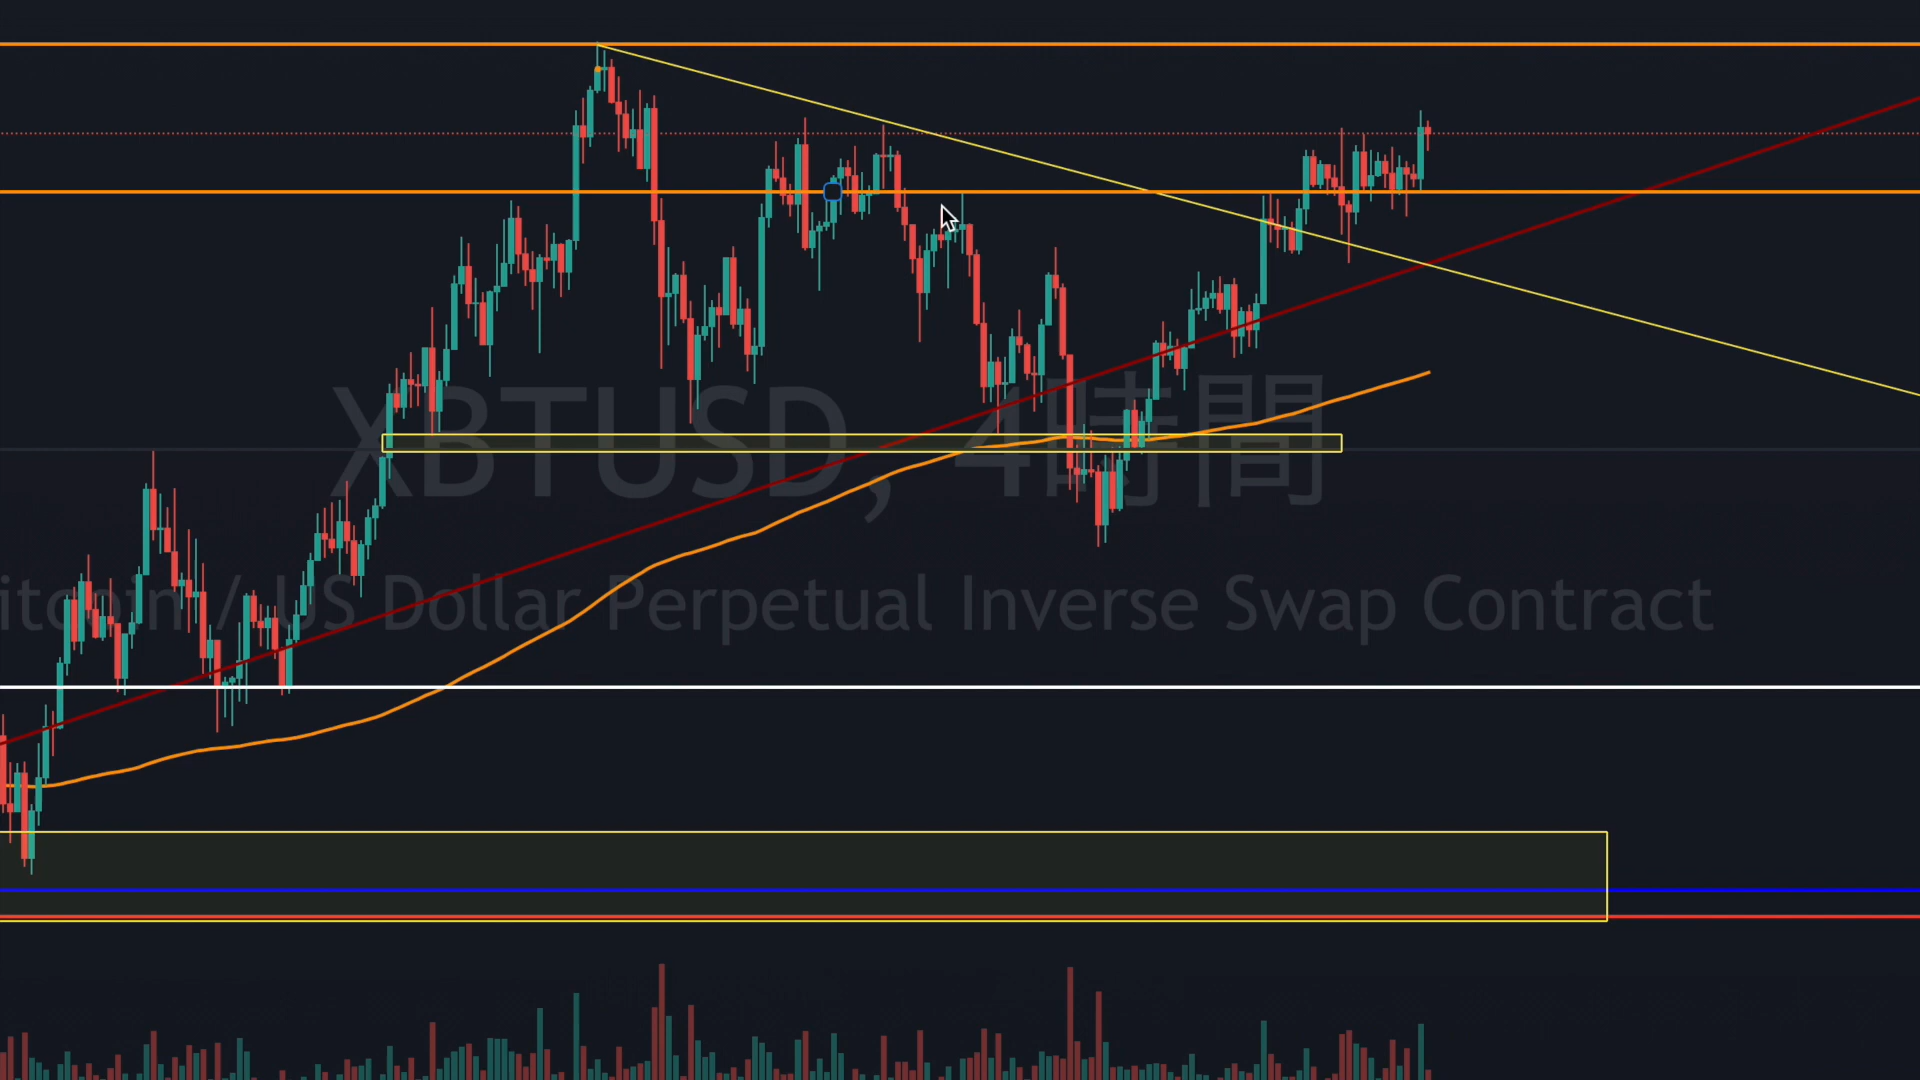 XBTUSD, 4時間
itcoin / US Dollar Perpetual Inverse Swap Contract